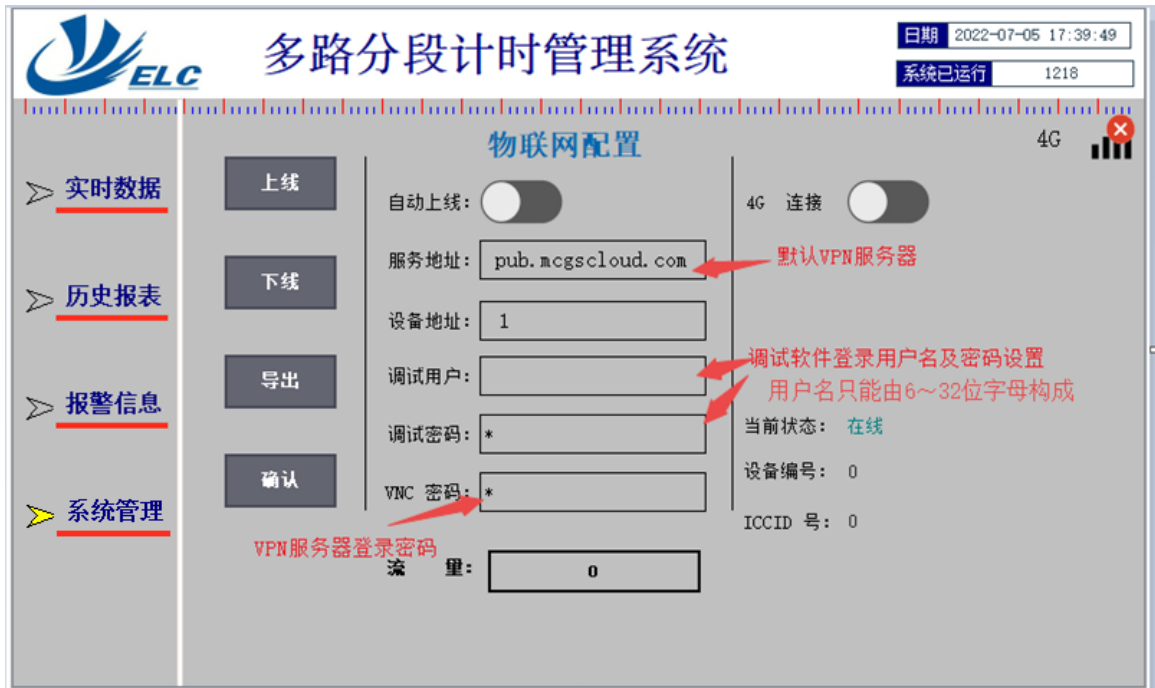 ELC
多路分段计时管理系统
日期 2022-07-05 17:39:49
系统已运行 1218
物联网配置
4G
实时数据
历史报表
报警信息
系统管理
上线
下线
导出
确认
自动上线:
服务地址: pub.mcgscloud.com
设备地址: 1
调试用户:
调试密码: *
VNC 密码: *
VPN服务器登录密码
流 量: 0
4G 连接
默认VPN服务器
调试软件登录用户名及密码设置
用户名只能由6～32位字母构成
当前状态: 在线
设备编号: 0
ICCID 号: 0